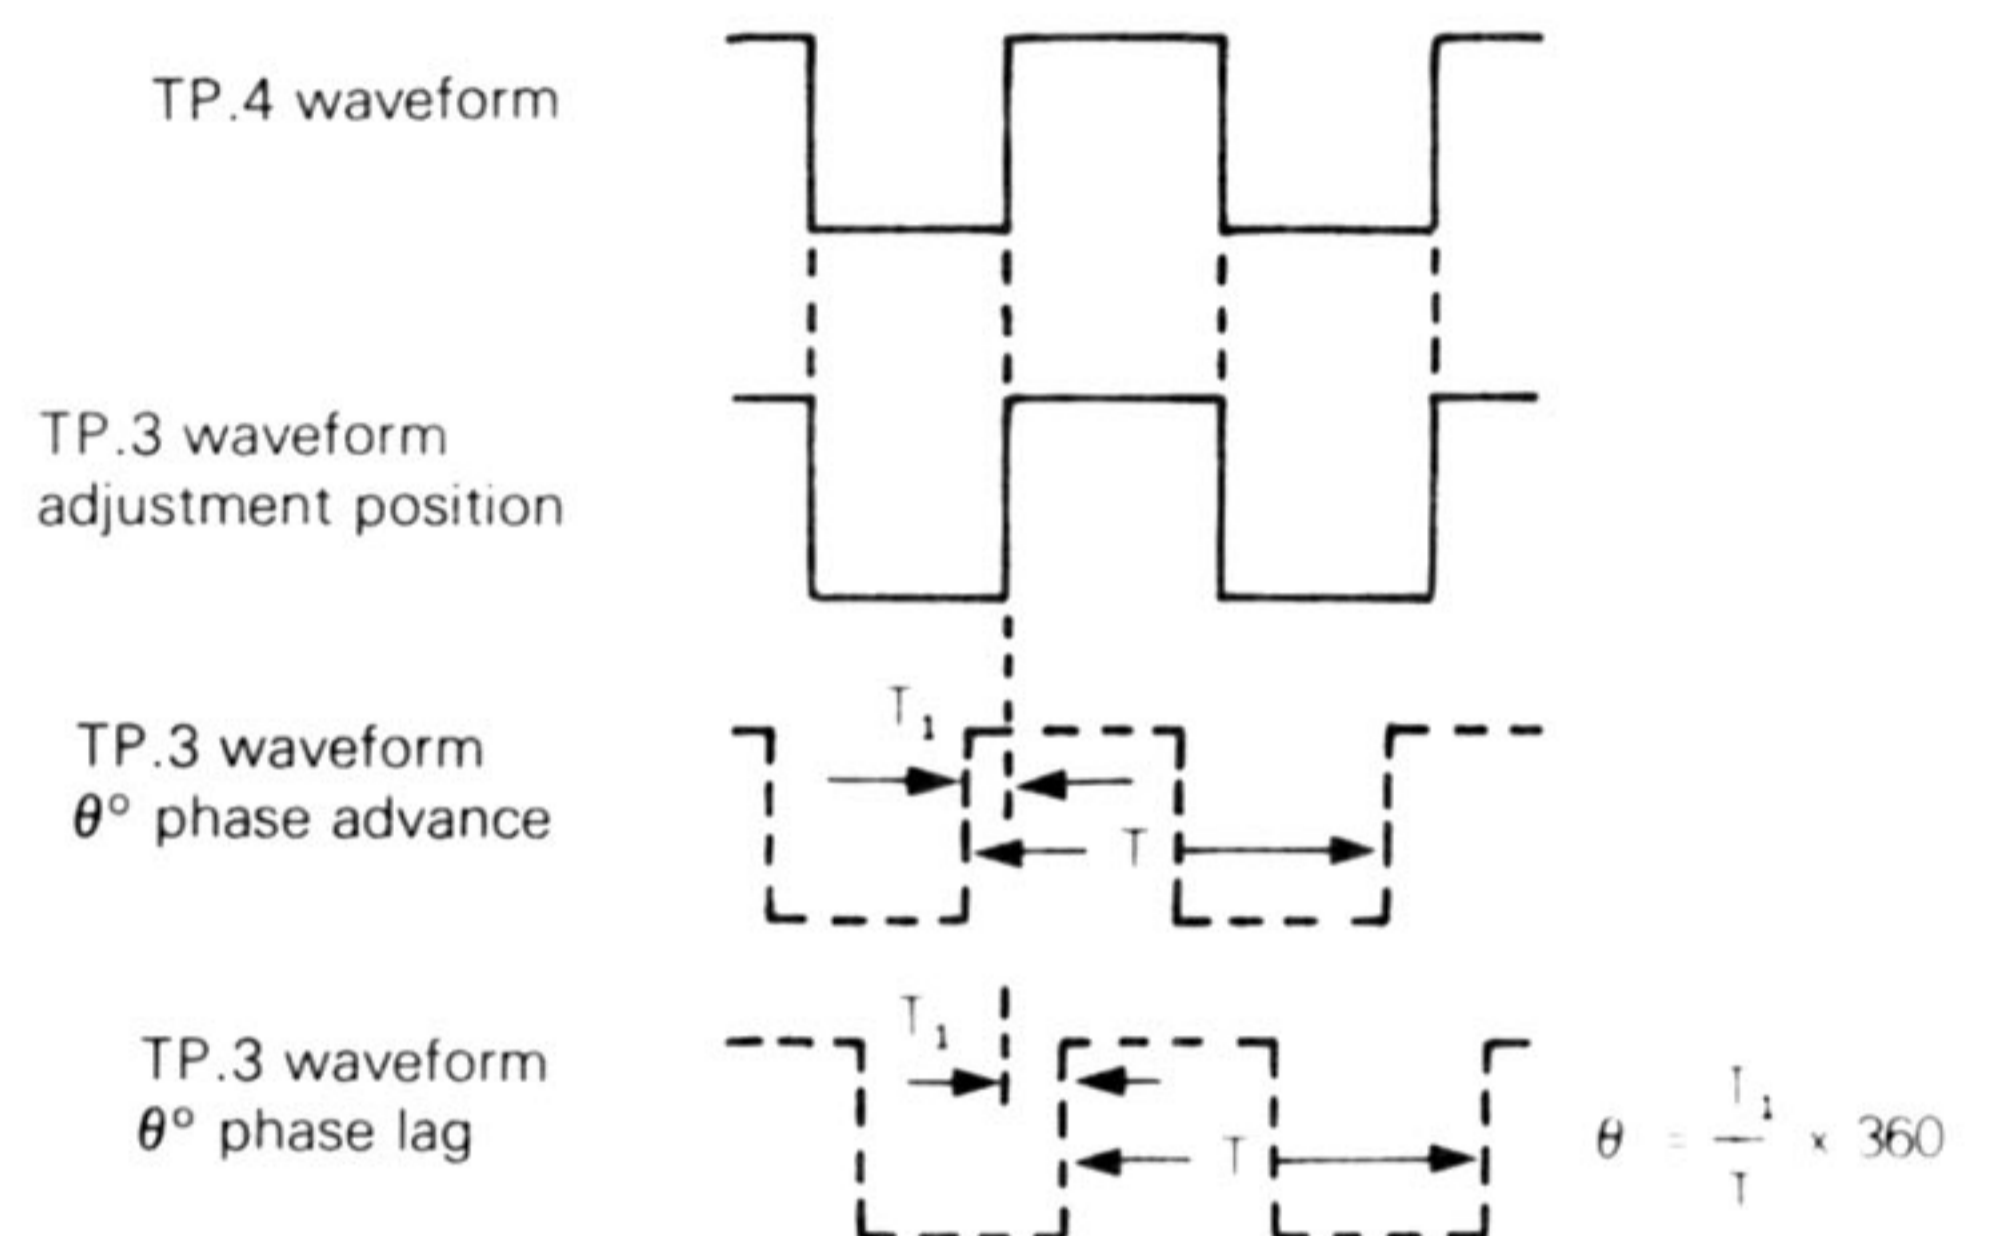 TP.4 waveform
TP.3 waveform
adjustment position
T1
TP.3 waveform
θ° phase advance
T
T1
TP.3 waveform
θ° phase lag
T
θ = T1/T × 360